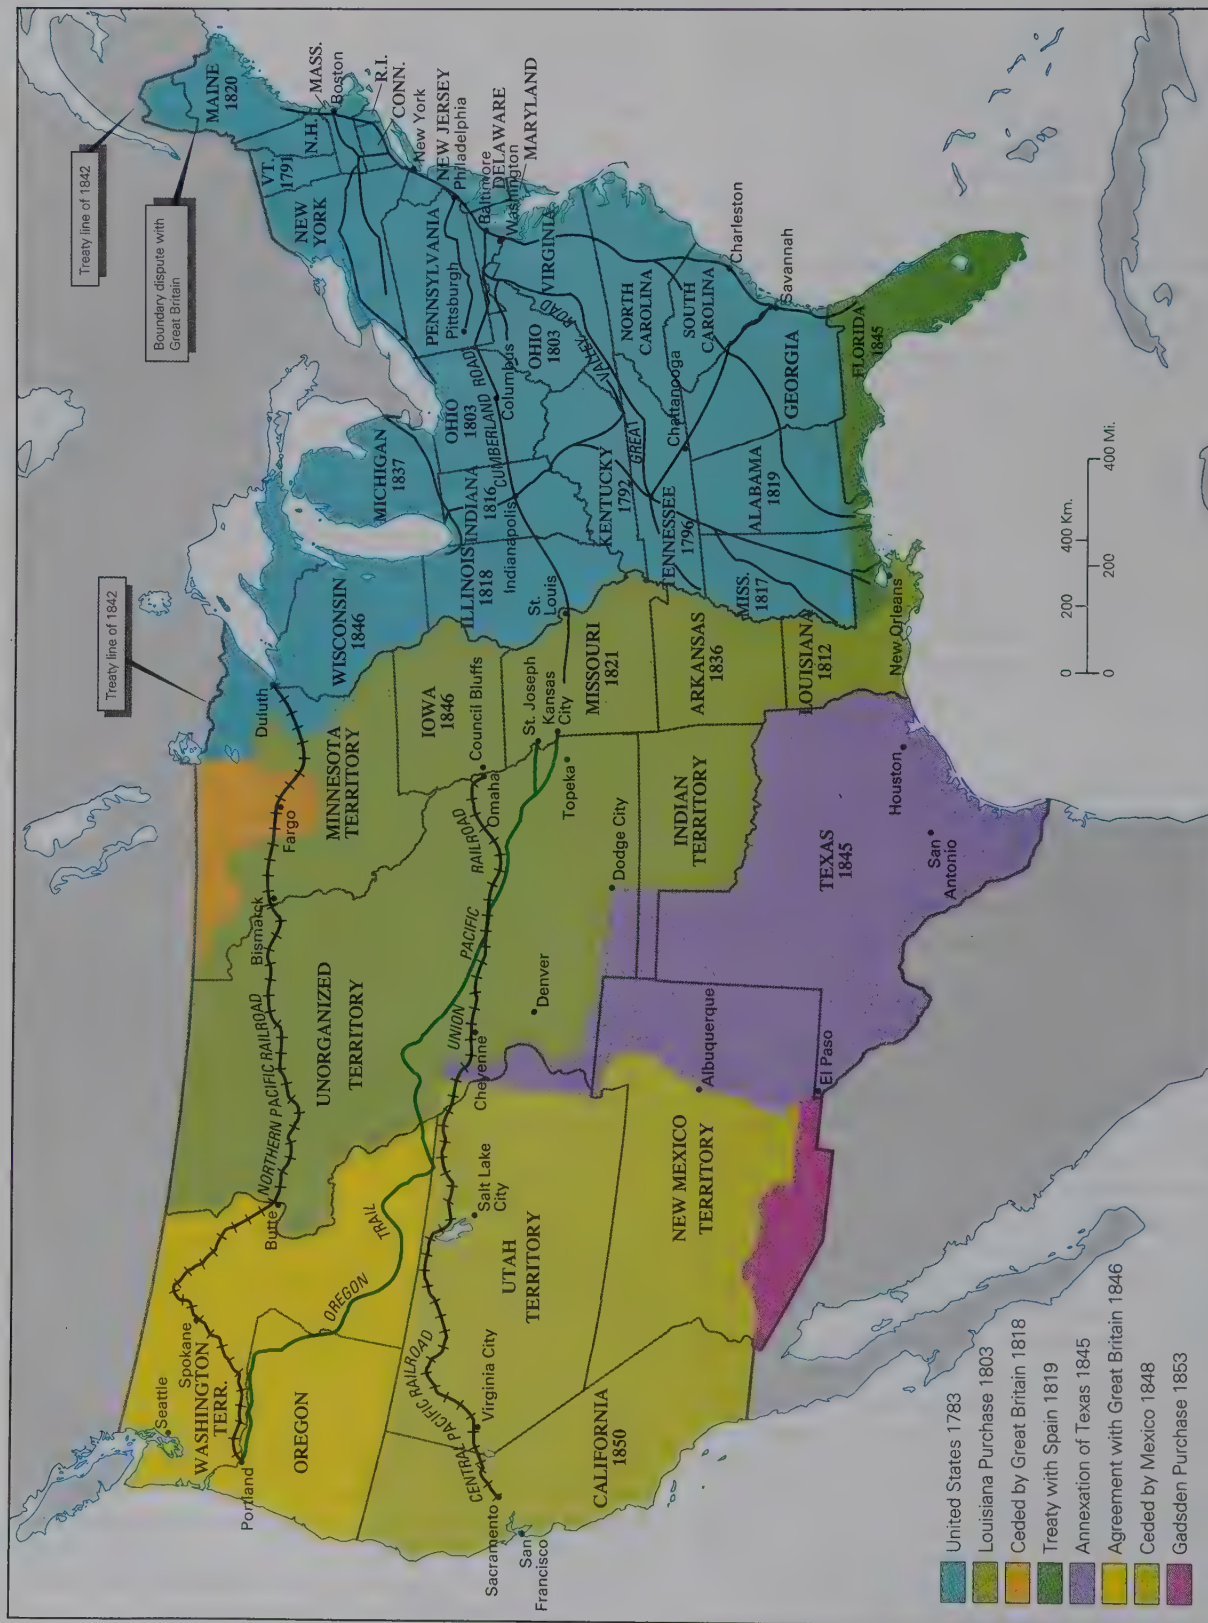 Treaty line of 1842
Boundary dispute with
Great Britain
Treaty line of 1842
MAINE
1820
VT.
1791
N.H.
MASS.
Boston
R.I.
CONN.
NEW
YORK
New York
NEW JERSEY
Philadelphia
PENNSYLVANIA
Pittsburgh
Baltimore
DELAWARE
Washington
MARYLAND
VIRGINIA
OHIO
1803
OHIO
1803
Columbus
CUMBERLAND ROAD
GREAT VALLEY ROAD
NORTH
CAROLINA
SOUTH
CAROLINA
Charleston
Savannah
GEORGIA
FLORIDA
1845
Chattanooga
ALABAMA
1819
KENTUCKY
1792
TENNESSEE
1796
MISS.
1817
MICHIGAN
1837
INDIANA
1816
Indianapolis
ILLINOIS
1818
WISCONSIN
1846
St.
Louis
MISSOURI
1821
ARKANSAS
1836
LOUISIANA
1812
New Orleans
IOWA
1846
Council Bluffs
Omaha
St. Joseph
Kansas
City
Topeka
Duluth
MINNESOTA
TERRITORY
Fargo
Bismarck
UNORGANIZED
TERRITORY
NORTHERN PACIFIC RAILROAD
UNION PACIFIC RAILROAD
Cheyenne
Denver
Dodge City
INDIAN
TERRITORY
TEXAS
1845
Houston
San
Antonio
El Paso
Albuquerque
NEW MEXICO
TERRITORY
UTAH
TERRITORY
Salt Lake
City
Butte
OREGON TRAIL
Spokane
Seattle
WASHINGTON
TERR.
Portland
OREGON
CENTRAL PACIFIC RAILROAD
Virginia City
Sacramento
San
Francisco
CALIFORNIA
1850
0 200 400 Km.
0 200 400 Mi.
United States 1783
Louisiana Purchase 1803
Ceded by Great Britain 1818
Treaty with Spain 1819
Annexation of Texas 1845
Agreement with Great Britain 1846
Ceded by Mexico 1848
Gadsden Purchase 1853